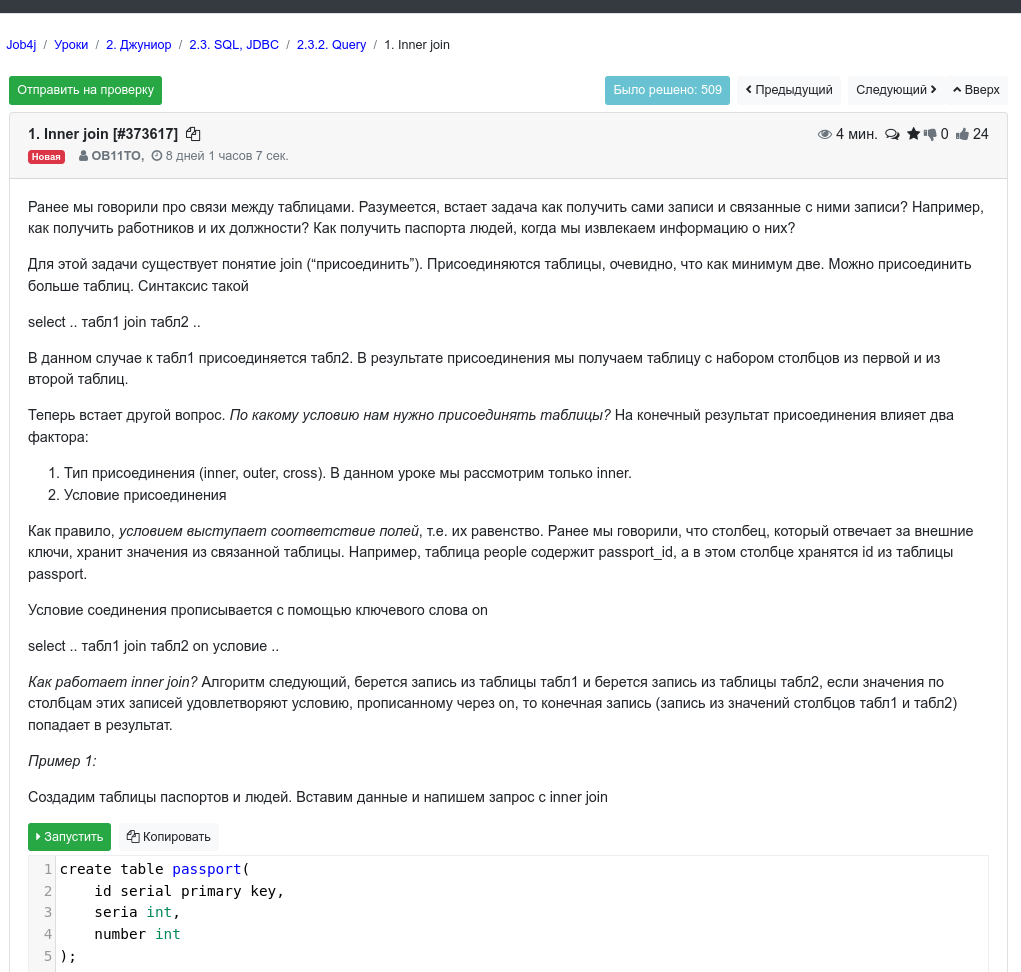 Job4j / Уроки / 2. Джуниор / 2.3. SQL, JDBC / 2.3.2. Query / 1. Inner join
Отправить на проверку Было решено: 509 Предыдущий Следующий Вверх
1. Inner join [#373617] 4 мин. 0 24
Новая OB11TO, 8 дней 1 часов 7 сек.
Ранее мы говорили про связи между таблицами. Разумеется, встает задача как получить сами записи и связанные с ними записи? Например,
как получить работников и их должности? Как получить паспорта людей, когда мы извлекаем информацию о них?
Для этой задачи существует понятие join (“присоединить”). Присоединяются таблицы, очевидно, что как минимум две. Можно присоединить
больше таблиц. Синтаксис такой
select .. табл1 join табл2 ..
В данном случае к табл1 присоединяется табл2. В результате присоединения мы получаем таблицу с набором столбцов из первой и из
второй таблиц.
Теперь встает другой вопрос. По какому условию нам нужно присоединять таблицы? На конечный результат присоединения влияет два
фактора:
1. Тип присоединения (inner, outer, cross). В данном уроке мы рассмотрим только inner.
2. Условие присоединения
Как правило, условием выступает соответствие полей, т.е. их равенство. Ранее мы говорили, что столбец, который отвечает за внешние
ключи, хранит значения из связанной таблицы. Например, таблица people содержит passport_id, а в этом столбце хранятся id из таблицы
passport.
Условие соединения прописывается с помощью ключевого слова on
select .. табл1 join табл2 on условие ..
Как работает inner join? Алгоритм следующий, берется запись из таблицы табл1 и берется запись из таблицы табл2, если значения по
столбцам этих записей удовлетворяют условию, прописанному через on, то конечная запись (запись из значений столбцов табл1 и табл2)
попадает в результат.
Пример 1:
Создадим таблицы паспортов и людей. Вставим данные и напишем запрос с inner join
Запустить Копировать
1 create table passport(
2 id serial primary key,
3 seria int,
4 number int
5 );